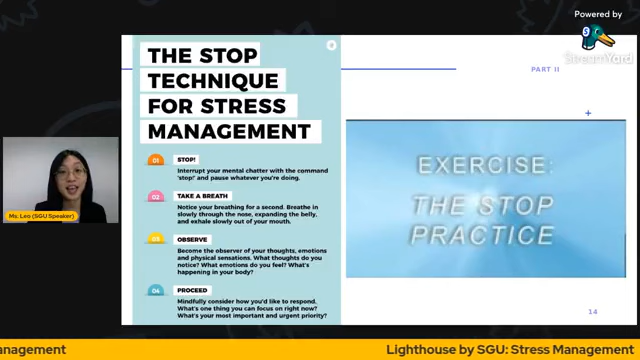 Powered by
StreamYard
THE STOP
TECHNIQUE
FOR STRESS
MANAGEMENT
PART II
01 STOP!
Interrupt your mental chatter with the command
'stop!' and pause whatever you're doing.
02 TAKE A BREATH
Notice your breathing for a second. Breathe in
slowly through the nose, expanding the belly,
and exhale slowly out of your mouth.
03 OBSERVE
Become the observer of your thoughts, emotions
and physical sensations. What thoughts do you
notice? What emotions do you feel? What's
happening in your body?
04 PROCEED
Mindfully consider how you'd like to respond.
What's one thing you can focus on right now?
What's your most important and urgent priority?
EXERCISE:
THE STOP
PRACTICE
14
Ms. Leo (SGU Speaker)
anagement
Lighthouse by SGU: Stress Management